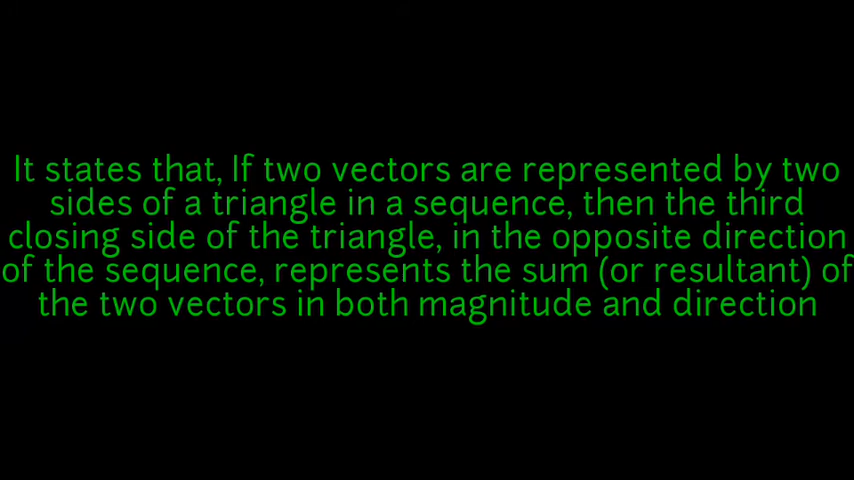 It states that, If two vectors are represented by two
sides of a triangle in a sequence, then the third
closing side of the triangle, in the opposite direction
of the sequence, represents the sum (or resultant) of
the two vectors in both magnitude and direction